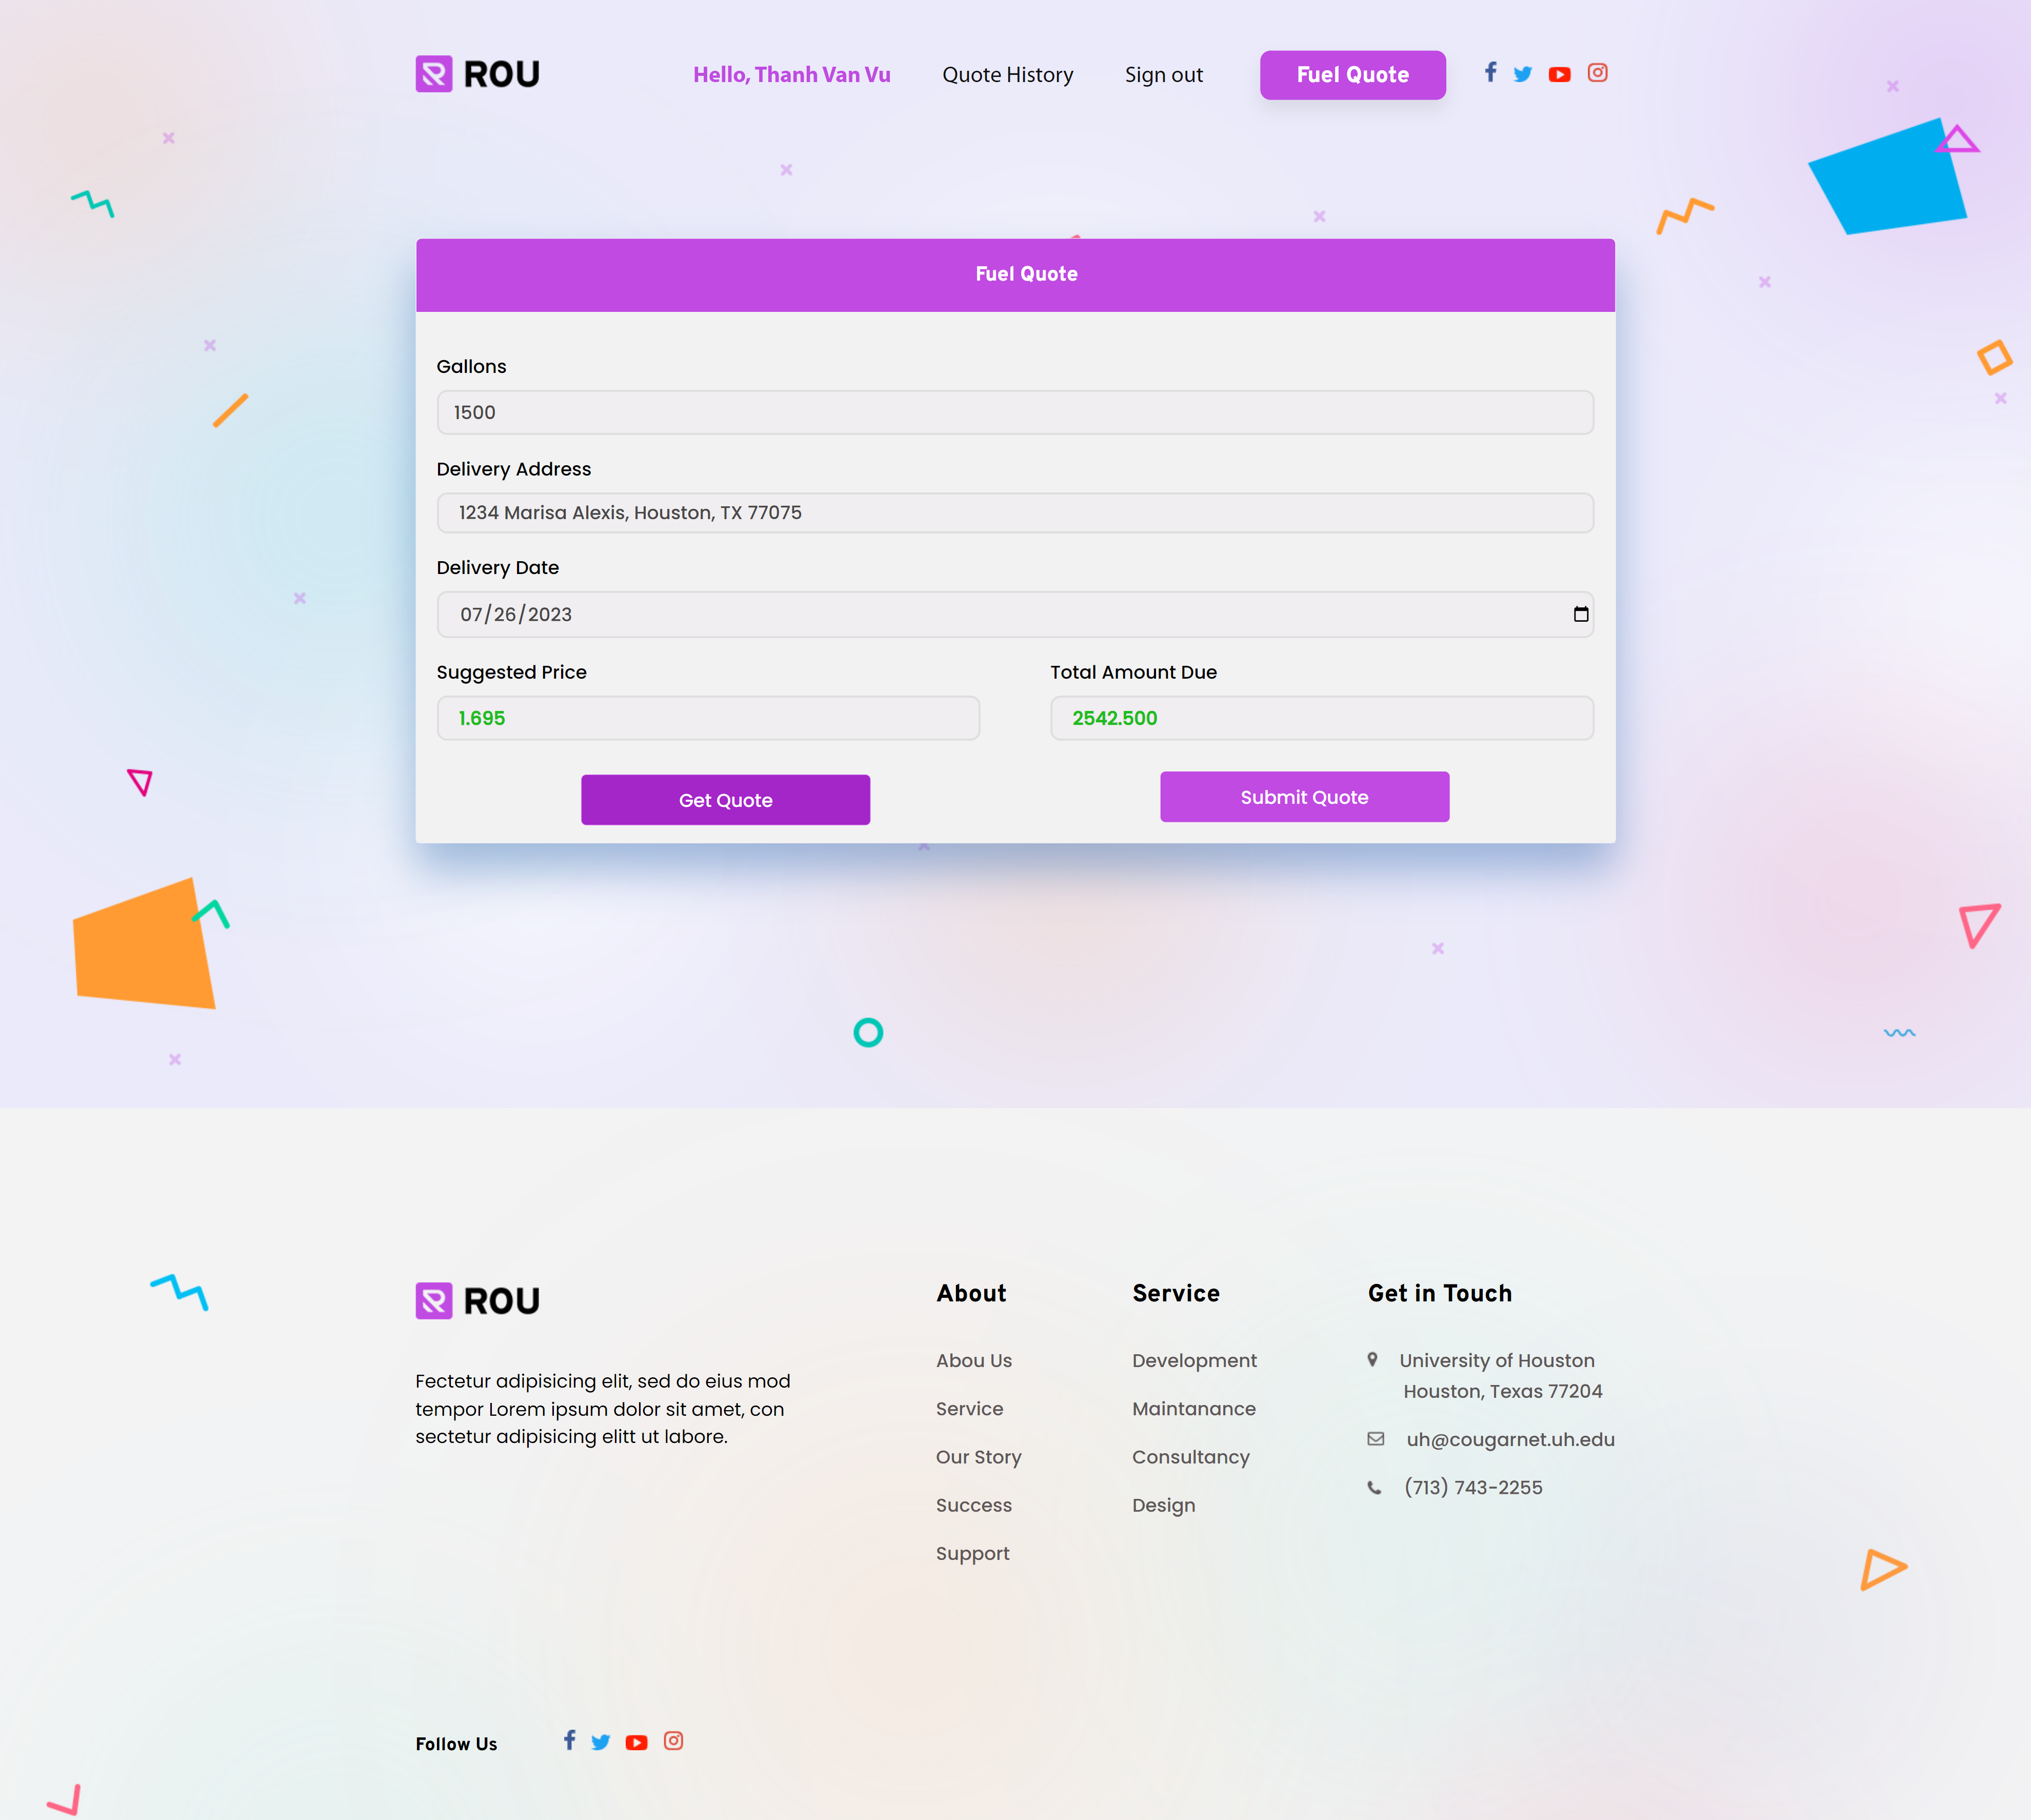 ROU
Hello, Thanh Van Vu
Quote History
Sign out
Fuel Quote
Fuel Quote
Gallons
1500
Delivery Address
1234 Marisa Alexis, Houston, TX 77075
Delivery Date
07/26/2023
Suggested Price
1.695
Total Amount Due
2542.500
Get Quote
Submit Quote
ROU
Fectetur adipisicing elit, sed do eius mod
tempor Lorem ipsum dolor sit amet, con
sectetur adipisicing elitt ut labore.
About
Abou Us
Service
Our Story
Success
Support
Service
Development
Maintanance
Consultancy
Design
Get in Touch
University of Houston
Houston, Texas 77204
uh@cougarnet.uh.edu
(713) 743-2255
Follow Us